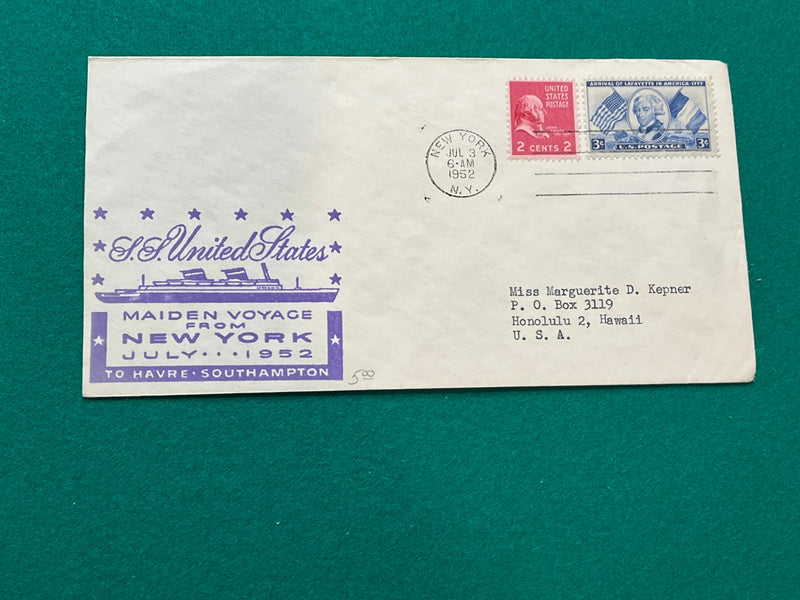 UNITED
STATES
POSTAGE
2 CENTS 2
ARRIVAL OF LAFAYETTE IN AMERICA-1777
3¢ U.S. POSTAGE 3¢
NEW YORK
JUL 3
6-AM
1952
N.Y.
S.S. United States
MAIDEN VOYAGE
FROM
NEW YORK
JULY...1952
TO HAVRE·SOUTHAMPTON
5.00
Miss Marguerite D. Kepner
P. O. Box 3119
Honolulu 2, Hawaii
U. S. A.